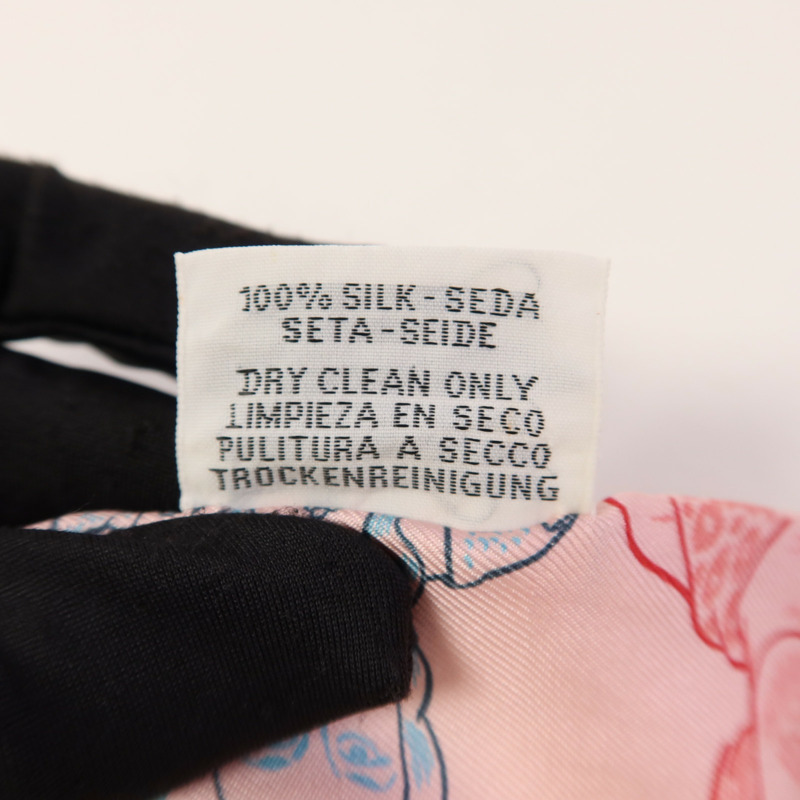 100% SILK - SEDA
SETA - SEIDE
DRY CLEAN ONLY
LIMPIEZA EN SECO
PULITURA A SECCO
TROCKENREINIGUNG